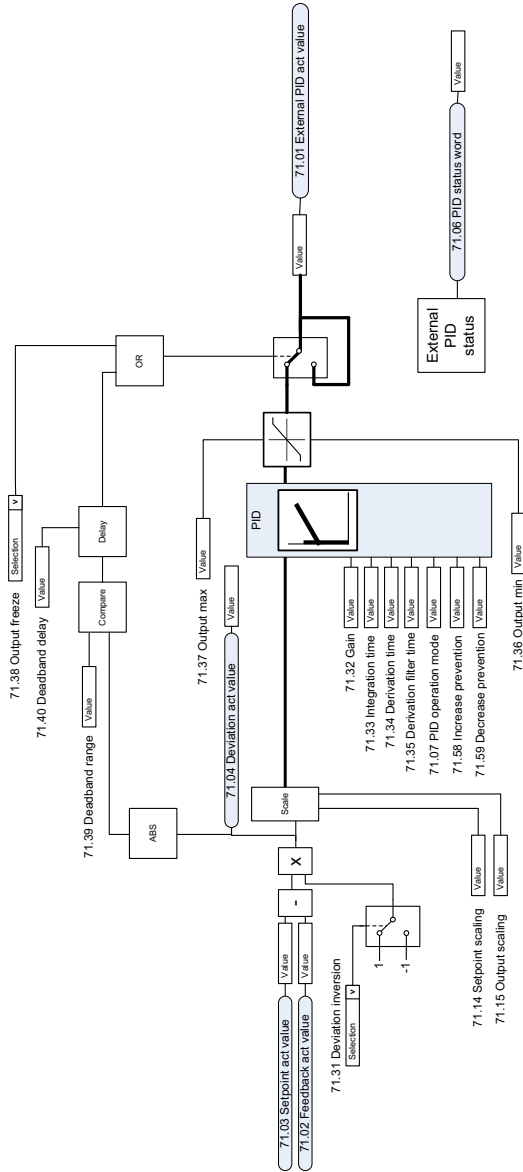 71.38 Output freeze
Selection
v
71.40 Deadband delay
Value
71.39 Deadband range
Value
Compare
Delay
OR
ABS
71.04 Deviation act value
Value
71.37 Output max
Value
71.03 Setpoint act value
Value
71.02 Feedback act value
Value
-
X
Scale
PID
Value
71.01 External PID act value
71.31 Deviation inversion
Selection
v
1
-1
71.14 Setpoint scaling
Value
71.15 Output scaling
Value
71.32 Gain
Value
71.33 Integration time
Value
71.34 Derivation time
Value
71.35 Derivation filter time
Value
71.07 PID operation mode
Value
71.58 Increase prevention
Value
71.59 Decrease prevention
Value
71.36 Output min
Value
External
PID
status
71.06 PID status word
Value